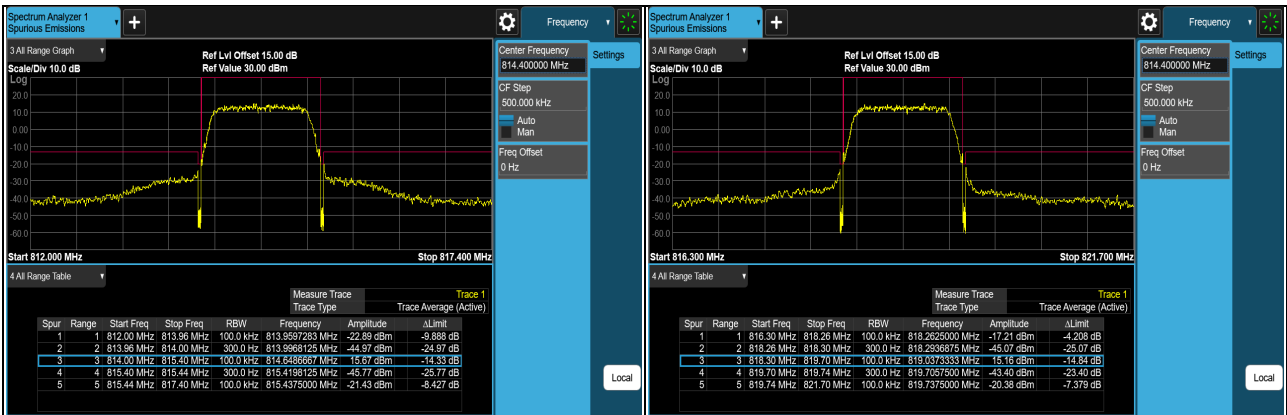 Spectrum Analyzer 1
Spurious Emissions
+
Frequency
3 All Range Graph
Ref Lvl Offset 15.00 dB
Scale/Div 10.0 dB
Ref Value 30.00 dBm
Log
20.0
10.0
0.00
-10.0
-20.0
-30.0
-40.0
-50.0
-60.0
Start 812.000 MHz
Stop 817.400 MHz
Center Frequency
814.400000 MHz
Settings
CF Step
500.000 kHz
Auto
Man
Freq Offset
0 Hz
Local
4 All Range Table
Measure Trace Trace 1
Trace Type Trace Average (Active)
Spur Range Start Freq Stop Freq RBW Frequency Amplitude ΔLimit
1 1 812.00 MHz 813.96 MHz 100.0 kHz 813.9597283 MHz -22.89 dBm -9.888 dB
2 2 813.96 MHz 814.00 MHz 300.0 Hz 813.9968125 MHz -44.97 dBm -24.97 dB
3 3 814.00 MHz 815.40 MHz 100.0 kHz 814.6486667 MHz 15.67 dBm -14.33 dB
4 4 815.40 MHz 815.44 MHz 300.0 Hz 815.4198125 MHz -45.77 dBm -25.77 dB
5 5 815.44 MHz 817.40 MHz 100.0 kHz 815.4375000 MHz -21.43 dBm -8.427 dB
Spectrum Analyzer 1
Spurious Emissions
+
Frequency
3 All Range Graph
Ref Lvl Offset 15.00 dB
Scale/Div 10.0 dB
Ref Value 30.00 dBm
Log
20.0
10.0
0.00
-10.0
-20.0
-30.0
-40.0
-50.0
-60.0
Start 816.300 MHz
Stop 821.700 MHz
Center Frequency
814.400000 MHz
Settings
CF Step
500.000 kHz
Auto
Man
Freq Offset
0 Hz
Local
4 All Range Table
Measure Trace Trace 1
Trace Type Trace Average (Active)
Spur Range Start Freq Stop Freq RBW Frequency Amplitude ΔLimit
1 1 816.30 MHz 818.26 MHz 100.0 kHz 818.2625000 MHz -17.21 dBm -4.208 dB
2 2 818.26 MHz 818.30 MHz 300.0 Hz 818.2936875 MHz -45.07 dBm -25.07 dB
3 3 818.30 MHz 819.70 MHz 100.0 kHz 819.0373333 MHz 15.16 dBm -14.84 dB
4 4 819.70 MHz 819.74 MHz 300.0 Hz 819.7057500 MHz -43.40 dBm -23.40 dB
5 5 819.74 MHz 821.70 MHz 100.0 kHz 819.7375000 MHz -20.38 dBm -7.379 dB